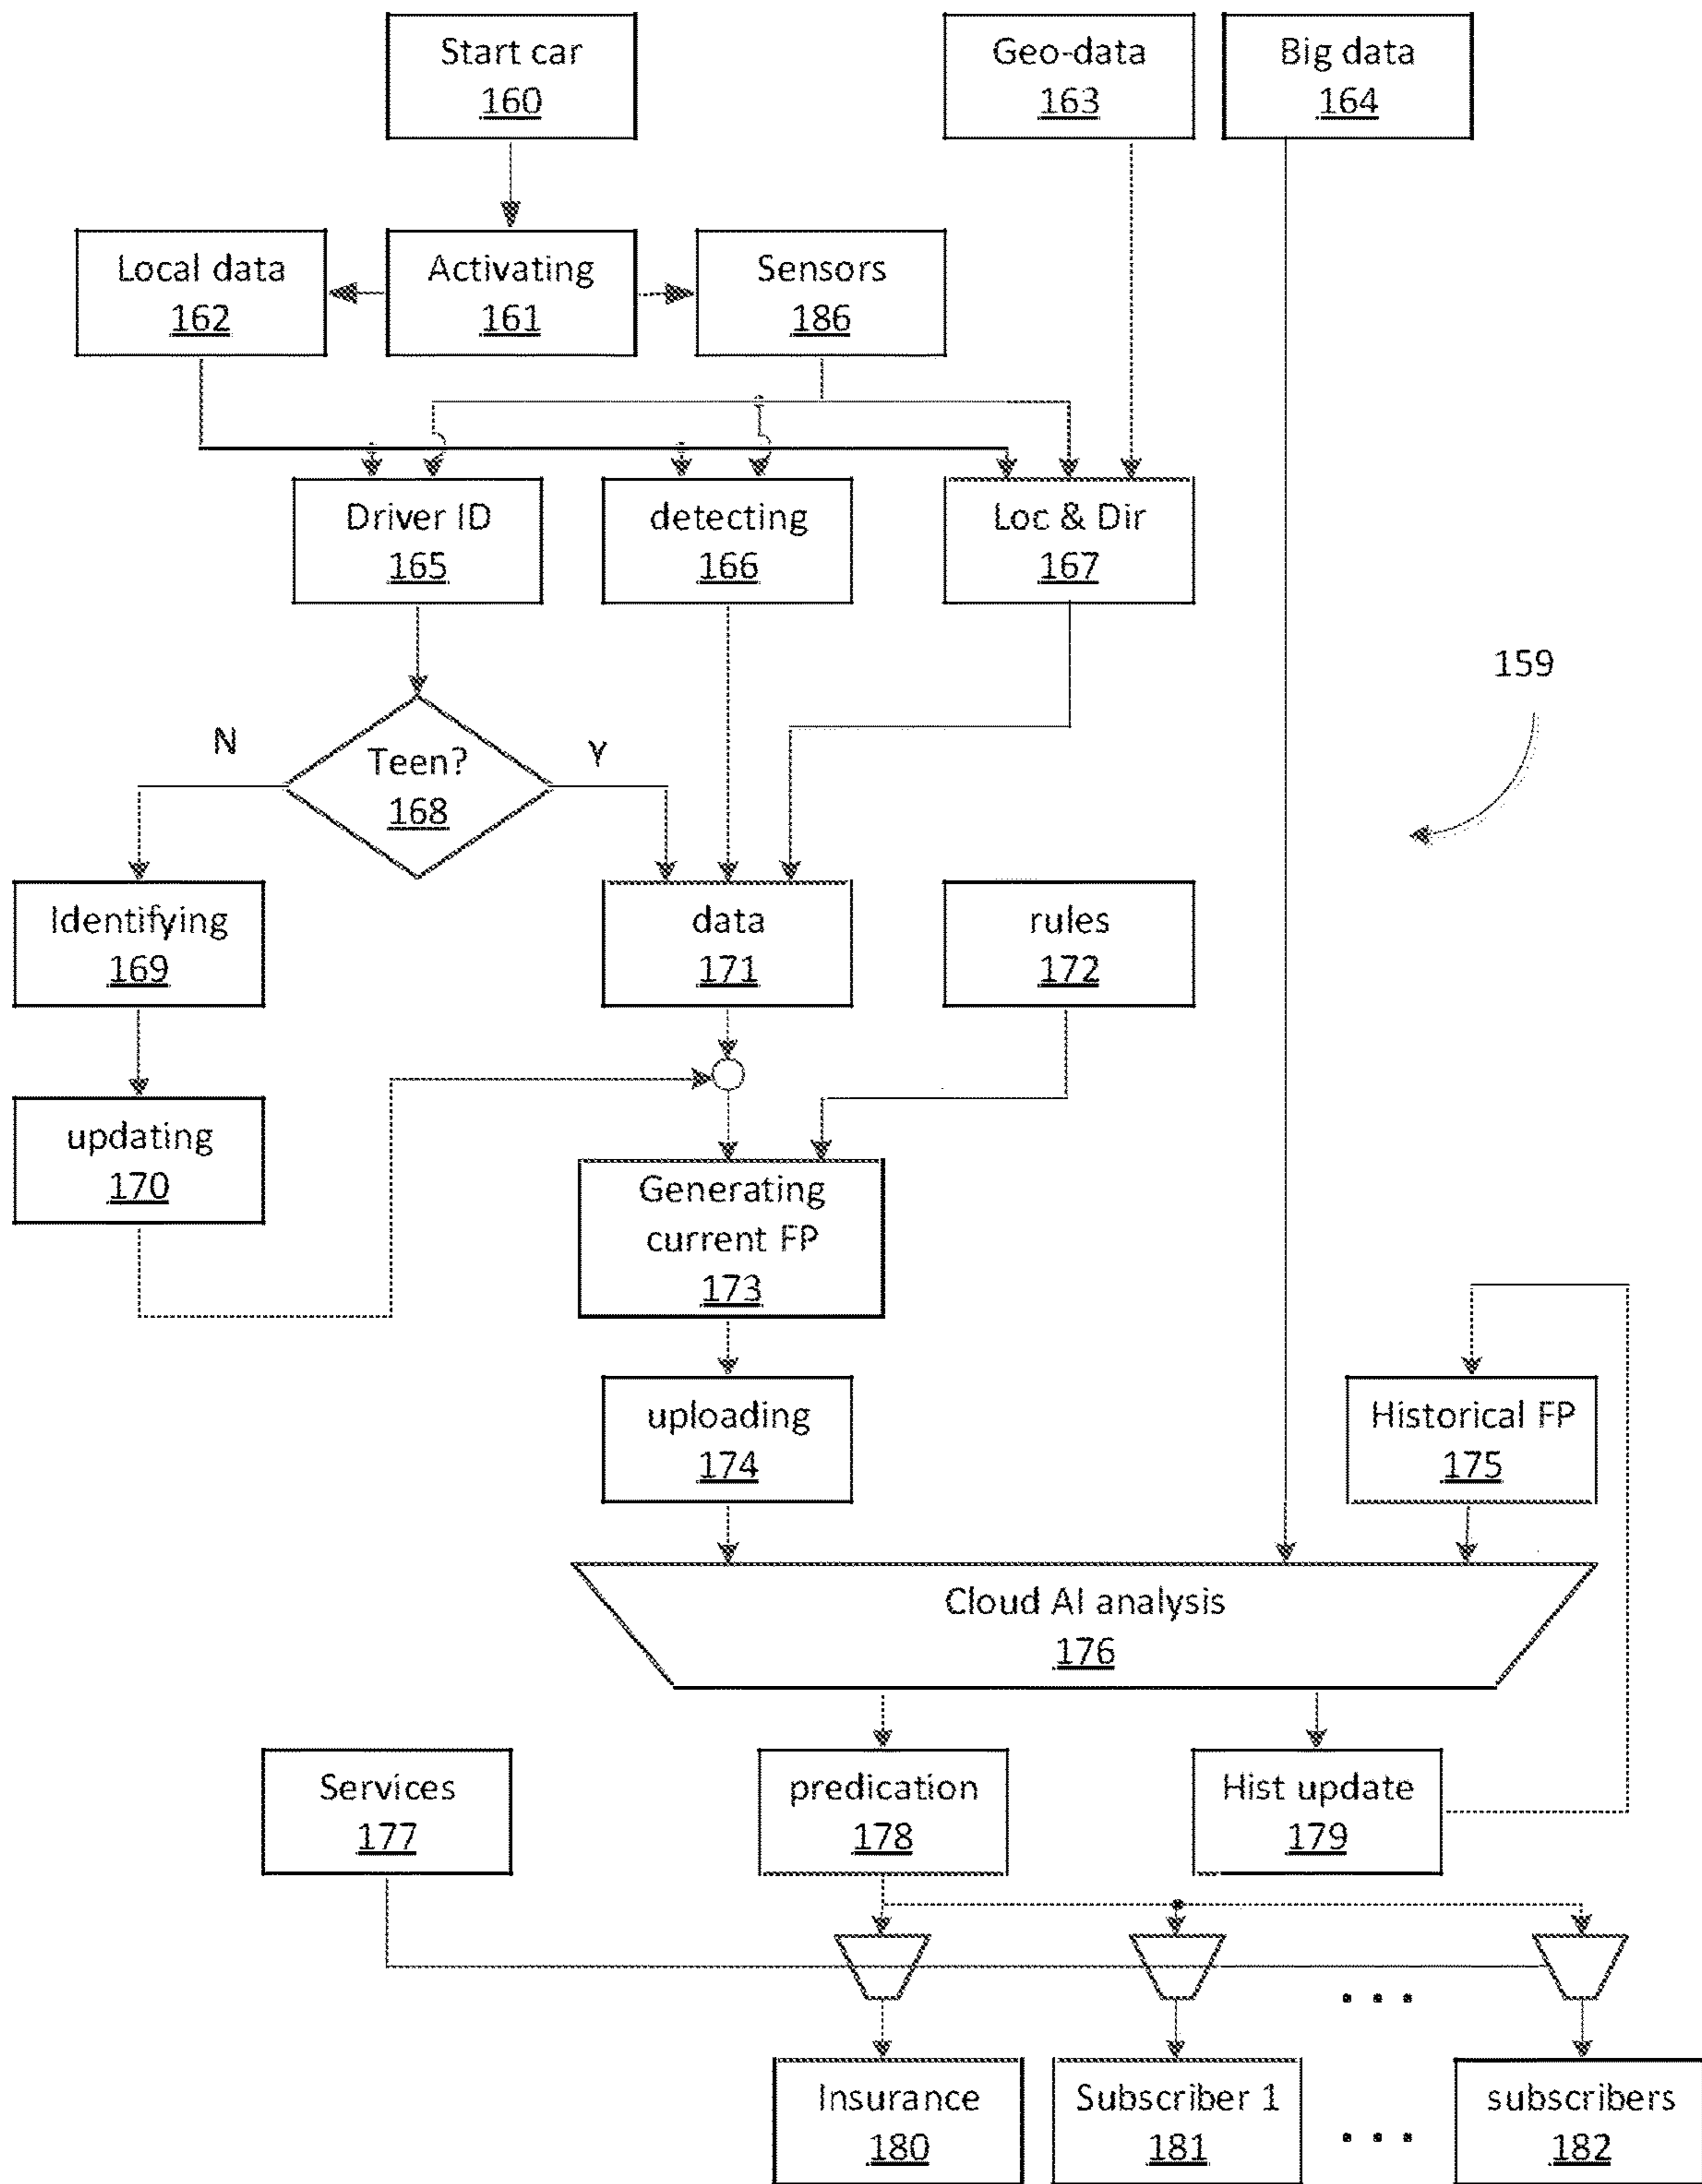 Start car
160
Geo-data
163
Big data
164
Local data
162
Activating
161
Sensors
186
Driver ID
165
detecting
166
Loc & Dir
167
159
N
Teen?
168
Y
Identifying
169
data
171
rules
172
updating
170
Generating
current FP
173
uploading
174
Historical FP
175
Cloud AI analysis
176
Services
177
predication
178
Hist update
179
. . .
Insurance
180
Subscriber 1
181
. . .
subscribers
182